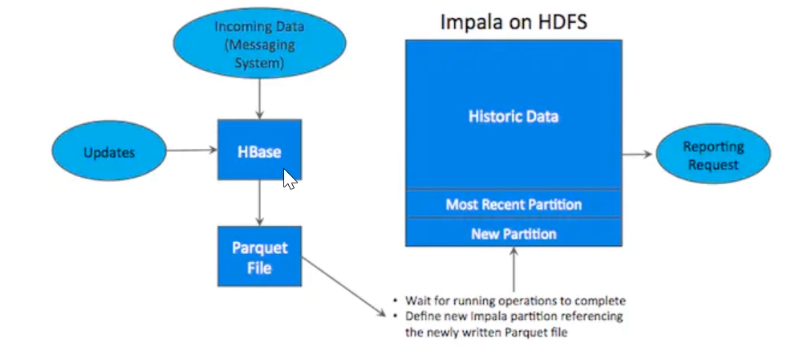 Impala on HDFS
Incoming Data
(Messaging
System)
Updates
HBase
Parquet
File
Historic Data
Most Recent Partition
New Partition
Reporting
Request
• Wait for running operations to complete
• Define new Impala partition referencing
the newly written Parquet file